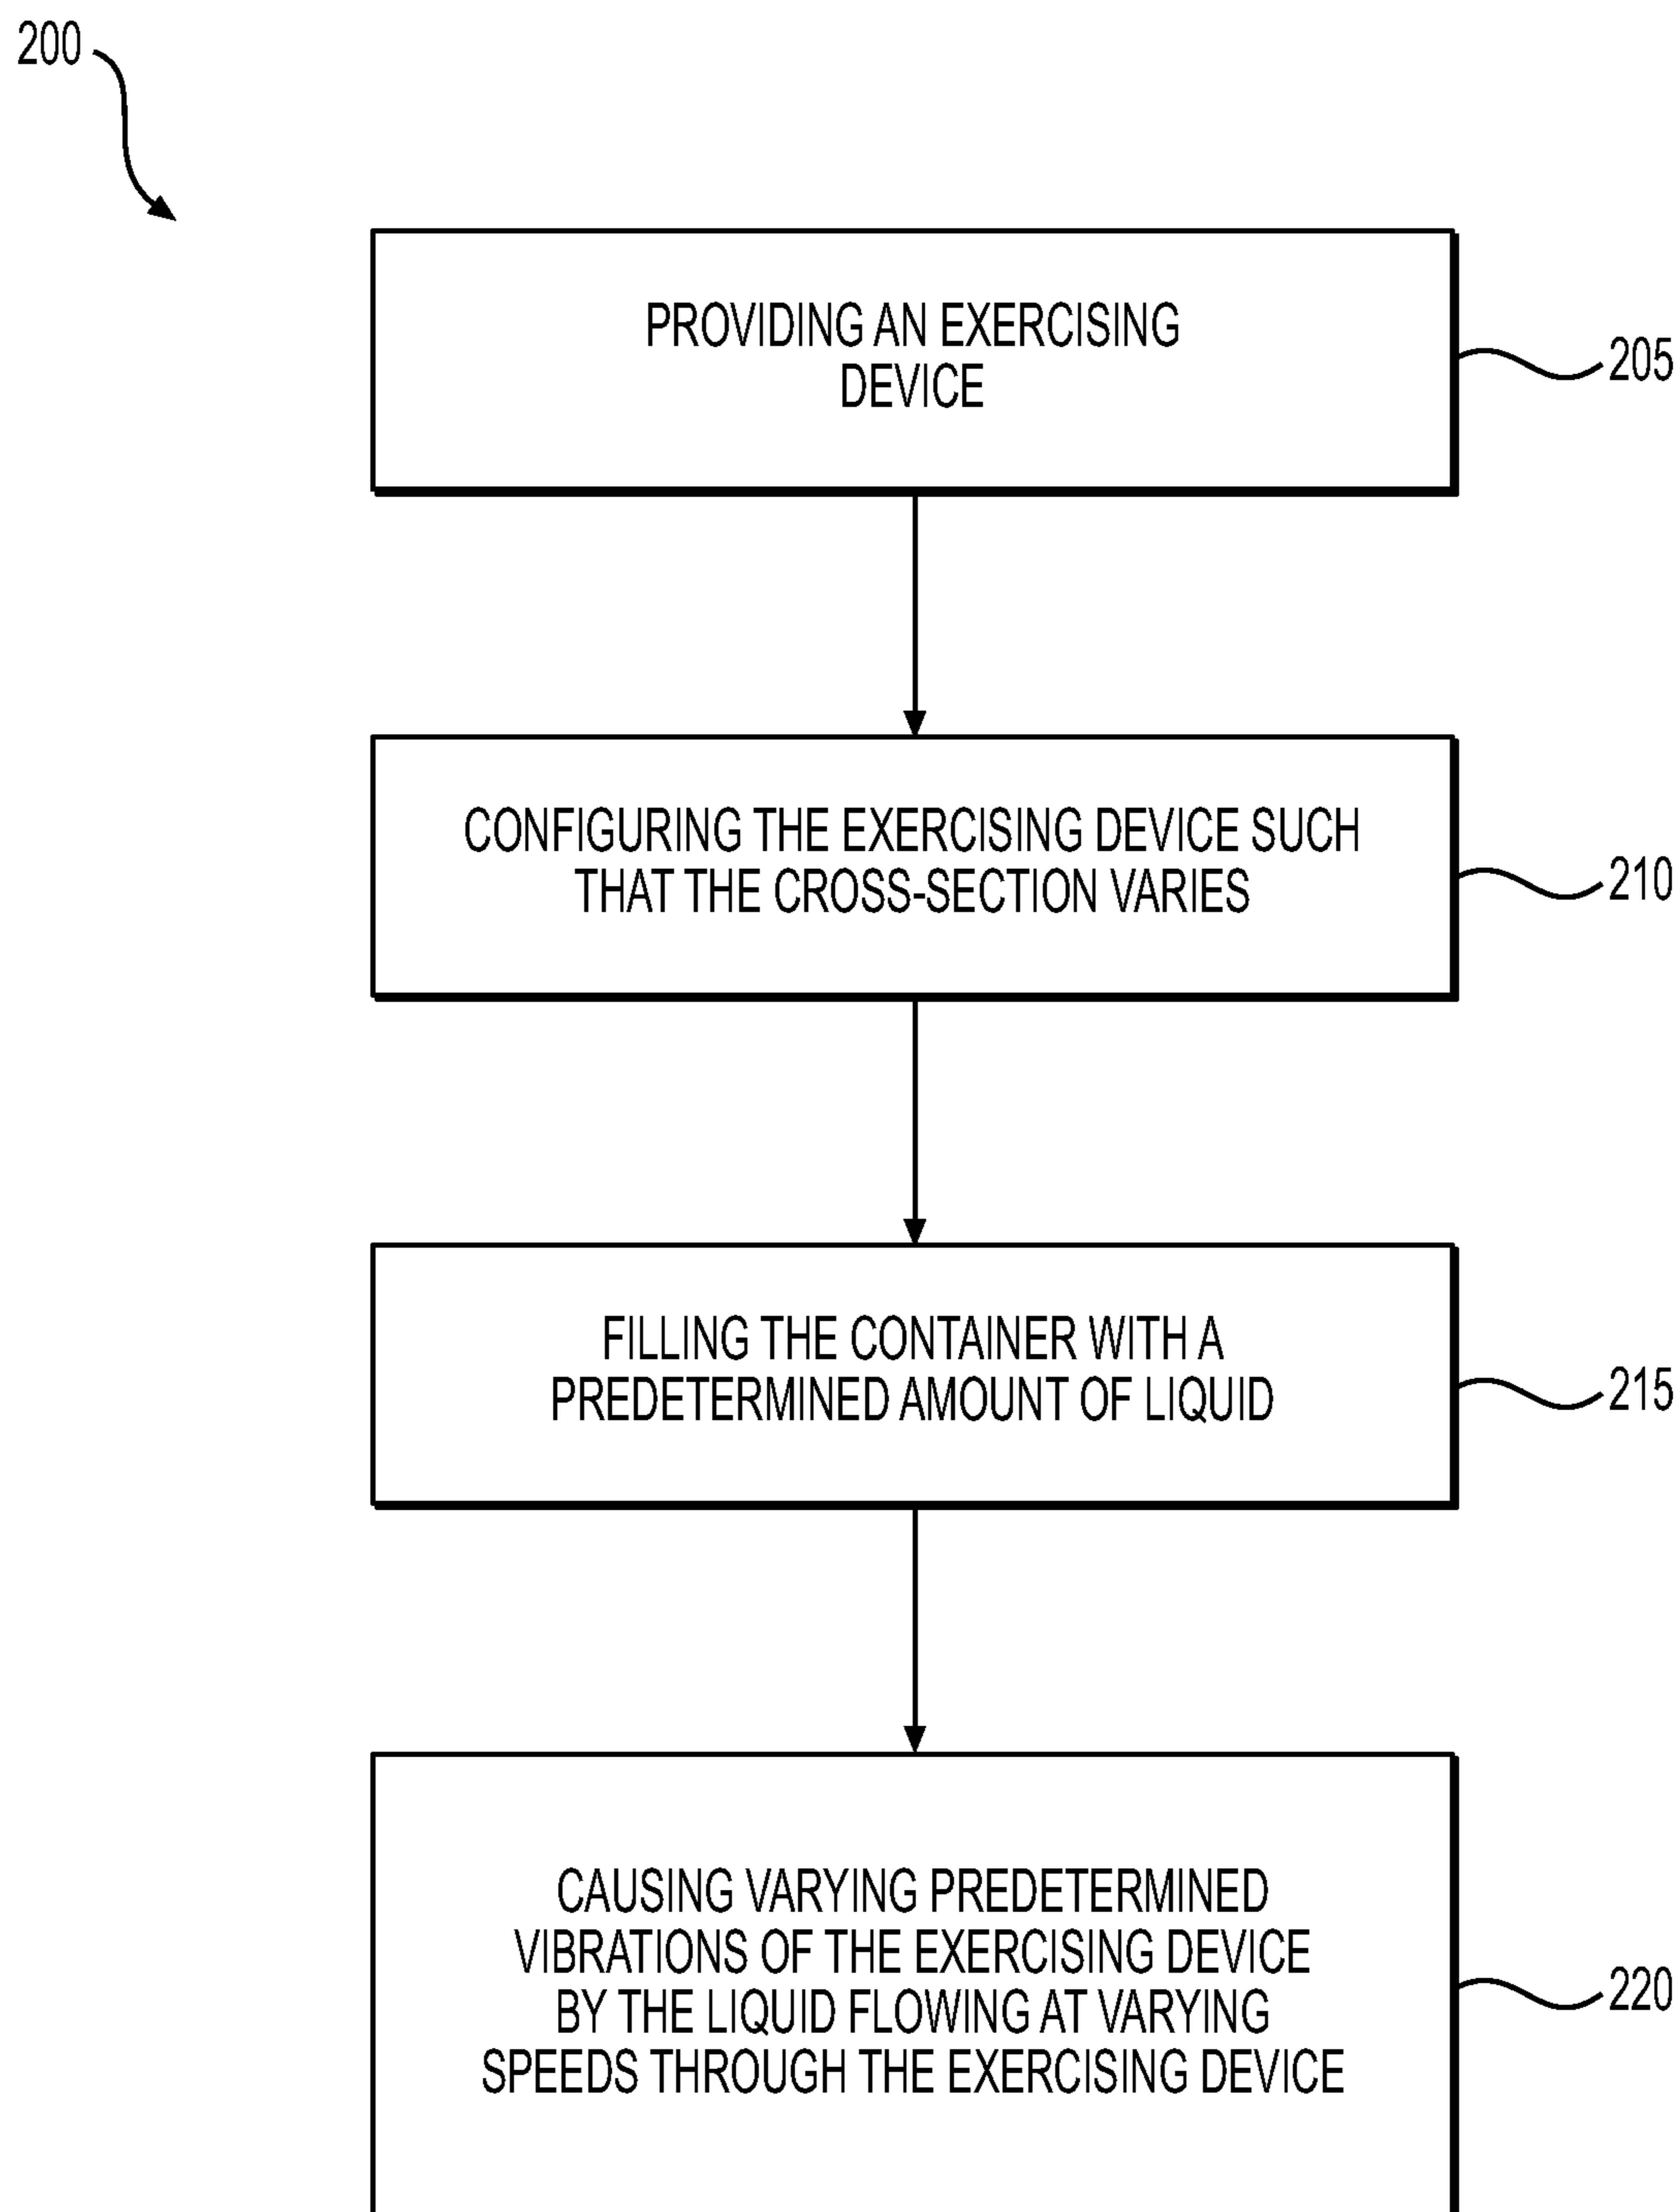 200
PROVIDING AN EXERCISING
DEVICE
205
CONFIGURING THE EXERCISING DEVICE SUCH
THAT THE CROSS-SECTION VARIES
210
FILLING THE CONTAINER WITH A
PREDETERMINED AMOUNT OF LIQUID
215
CAUSING VARYING PREDETERMINED
VIBRATIONS OF THE EXERCISING DEVICE
BY THE LIQUID FLOWING AT VARYING
SPEEDS THROUGH THE EXERCISING DEVICE
220